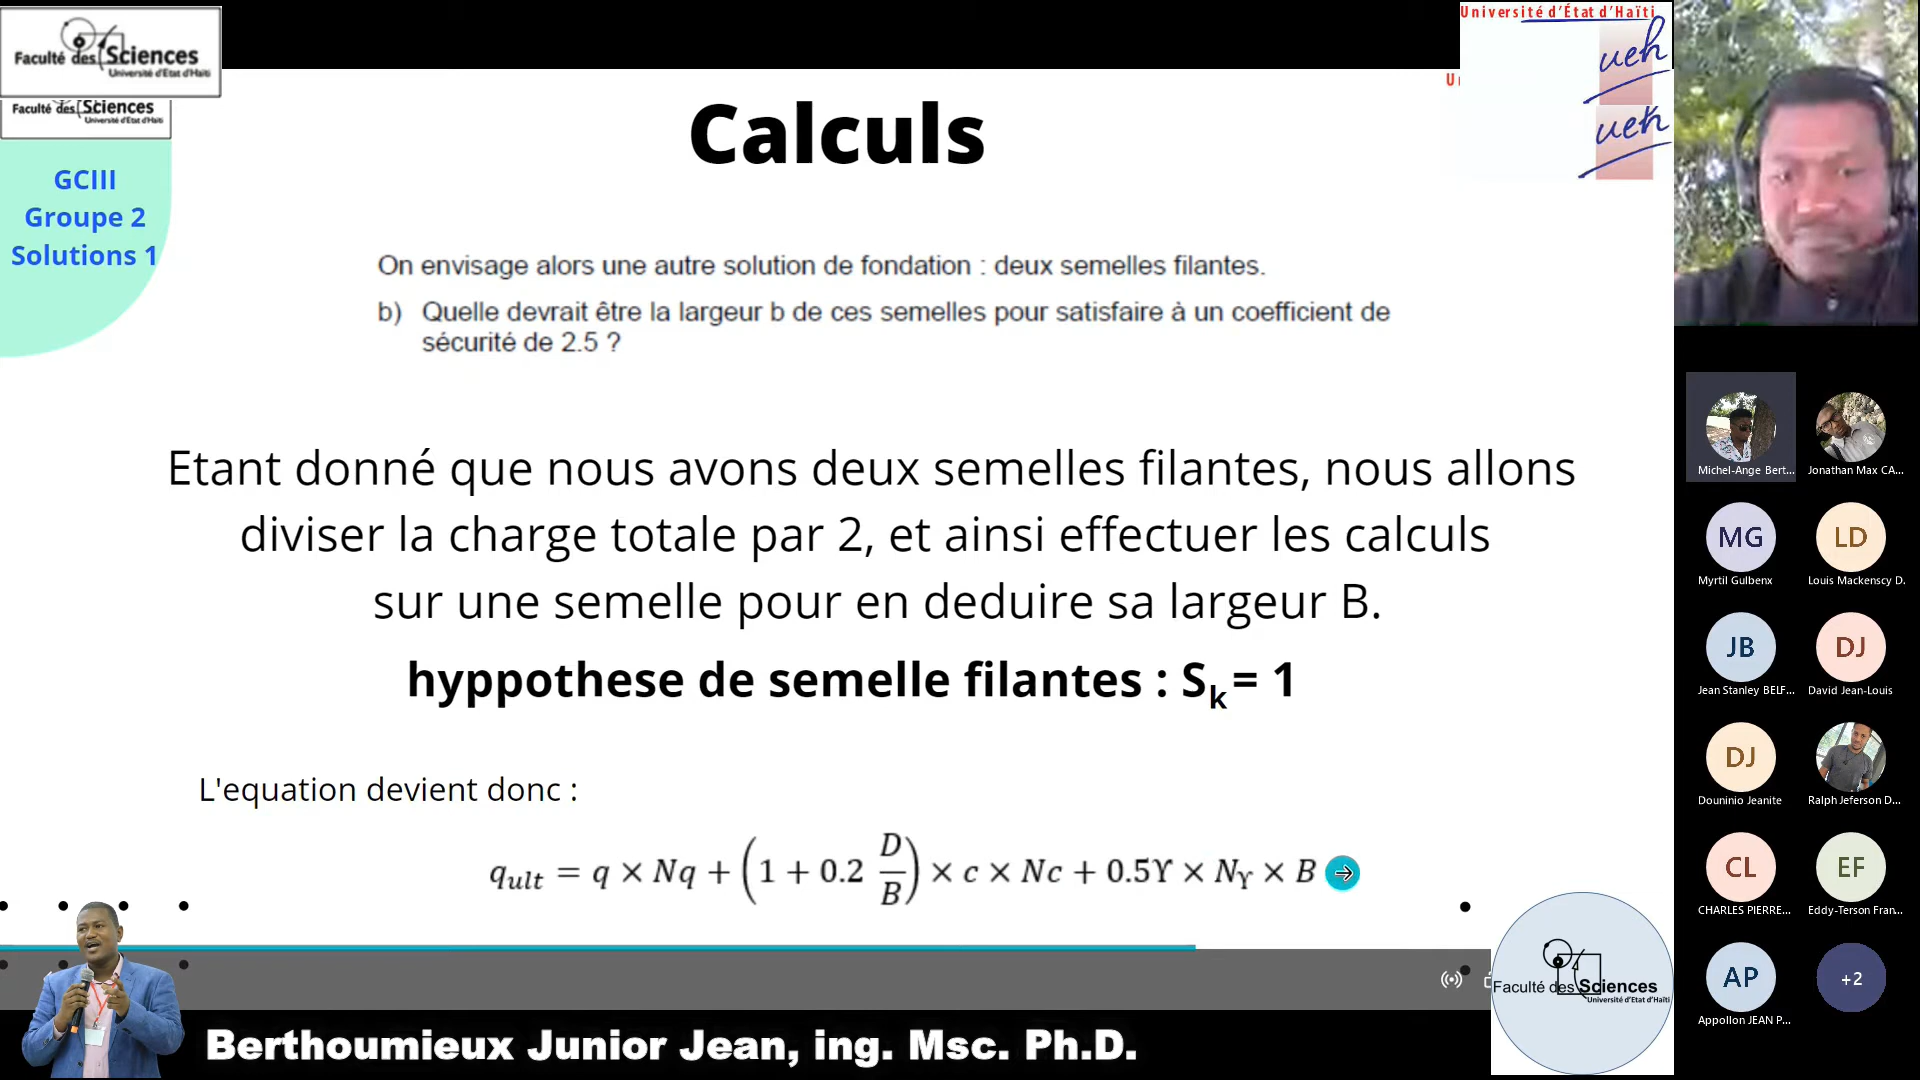 Faculté des Sciences
Université d'Etat d'Haïti
Faculté des Sciences
Université d'Etat d'Haïti
Université d'État d'Haïti
ueh
U
ueh
GCIII
Groupe 2
Solutions 1
Calculs
On envisage alors une autre solution de fondation : deux semelles filantes.
b) Quelle devrait être la largeur b de ces semelles pour satisfaire à un coefficient de
sécurité de 2.5 ?
Etant donné que nous avons deux semelles filantes, nous allons
diviser la charge totale par 2, et ainsi effectuer les calculs
sur une semelle pour en deduire sa largeur B.
hyppothese de semelle filantes : Sk = 1
L'equation devient donc :
qult = q × Nq + (1 + 0.2 D/B) × c × Nc + 0.5ϒ × Nϒ × B
Faculté des Sciences
Université d'Etat d'Haïti
Berthoumieux Junior Jean, ing. Msc. Ph.D.
Michel-Ange Bert...
Jonathan Max CA...
MG
LD
Myrtil Gulbenx
Louis Mackenscy D.
JB
DJ
Jean Stanley BELF...
David Jean-Louis
DJ
Douninio Jeanite
Ralph Jeferson D...
CL
EF
CHARLES PIERRE...
Eddy-Terson Fran...
AP
+2
Appollon JEAN P...